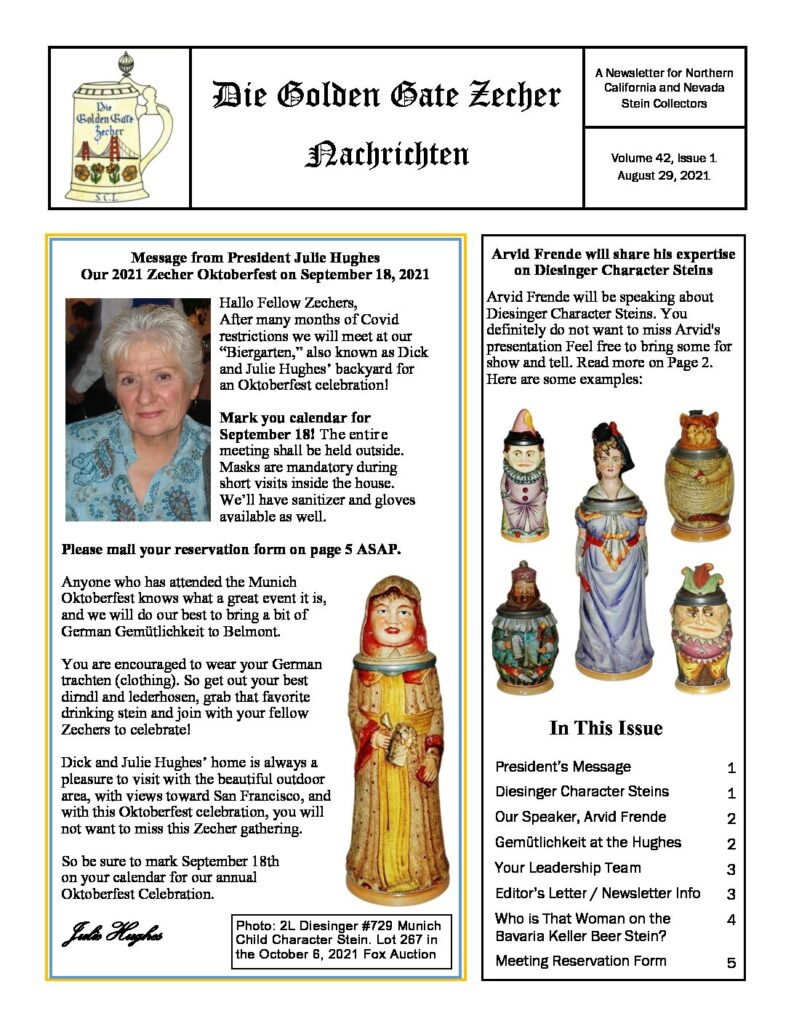 Die
Golden Gate
Zecher
S.C.I.
Die Golden Gate Zecher
Nachrichten
A Newsletter for Northern
California and Nevada
Stein Collectors
Volume 42, Issue 1
August 29, 2021
Message from President Julie Hughes
Our 2021 Zecher Oktoberfest on September 18, 2021
Hallo Fellow Zechers,
After many months of Covid
restrictions we will meet at our
“Biergarten,” also known as Dick
and Julie Hughes’ backyard for
an Oktoberfest celebration!
Mark you calendar for
September 18! The entire
meeting shall be held outside.
Masks are mandatory during
short visits inside the house.
We’ll have sanitizer and gloves
available as well.
Please mail your reservation form on page 5 ASAP.
Anyone who has attended the Munich
Oktoberfest knows what a great event it is,
and we will do our best to bring a bit of
German Gemütlichkeit to Belmont.
You are encouraged to wear your German
trachten (clothing). So get out your best
dirndl and lederhosen, grab that favorite
drinking stein and join with your fellow
Zechers to celebrate!
Dick and Julie Hughes’ home is always a
pleasure to visit with the beautiful outdoor
area, with views toward San Francisco, and
with this Oktoberfest celebration, you will
not want to miss this Zecher gathering.
So be sure to mark September 18th
on your calendar for our annual
Oktoberfest Celebration.
Julie Hughes
Photo: 2L Diesinger #729 Munich
Child Character Stein. Lot 267 in
the October 6, 2021 Fox Auction
Arvid Frende will share his expertise
on Diesinger Character Steins
Arvid Frende will be speaking about
Diesinger Character Steins. You
definitely do not want to miss Arvid's
presentation Feel free to bring some for
show and tell. Read more on Page 2.
Here are some examples:
In This Issue
President’s Message 1
Diesinger Character Steins 1
Our Speaker, Arvid Frende 2
Gemütlichkeit at the Hughes 2
Your Leadership Team 3
Editor’s Letter / Newsletter Info 3
Who is That Woman on the 4
Bavaria Keller Beer Stein?
Meeting Reservation Form 5